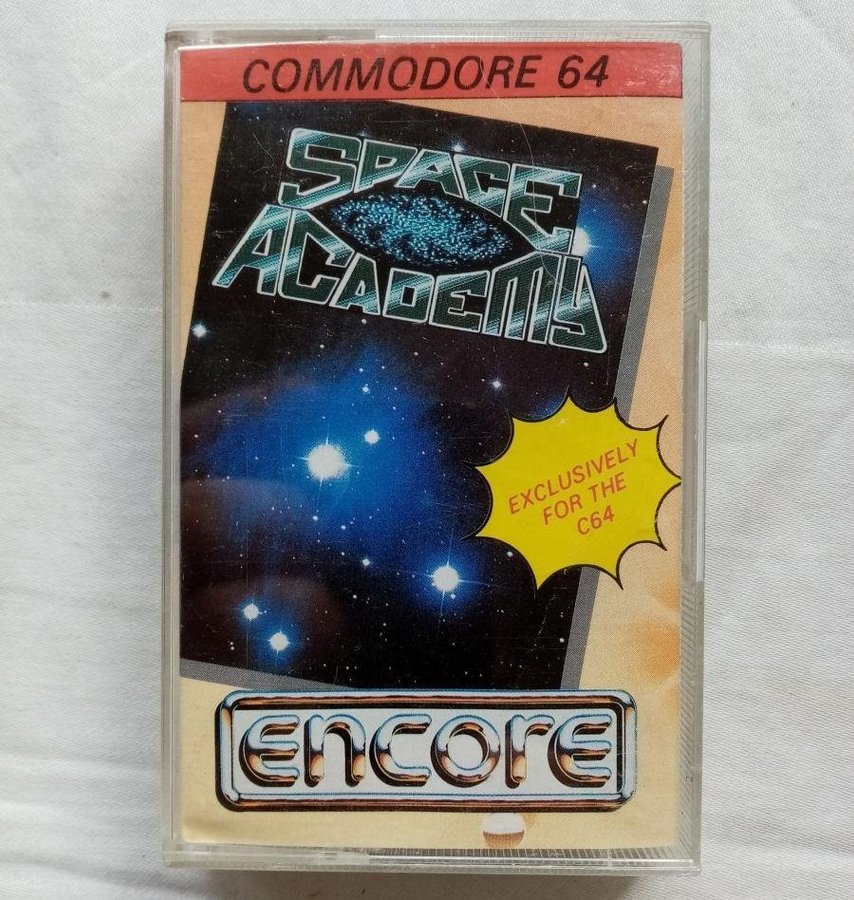 COMMODORE 64
SPACE
ACADEMY
EXCLUSIVELY
FOR THE
C64
encore